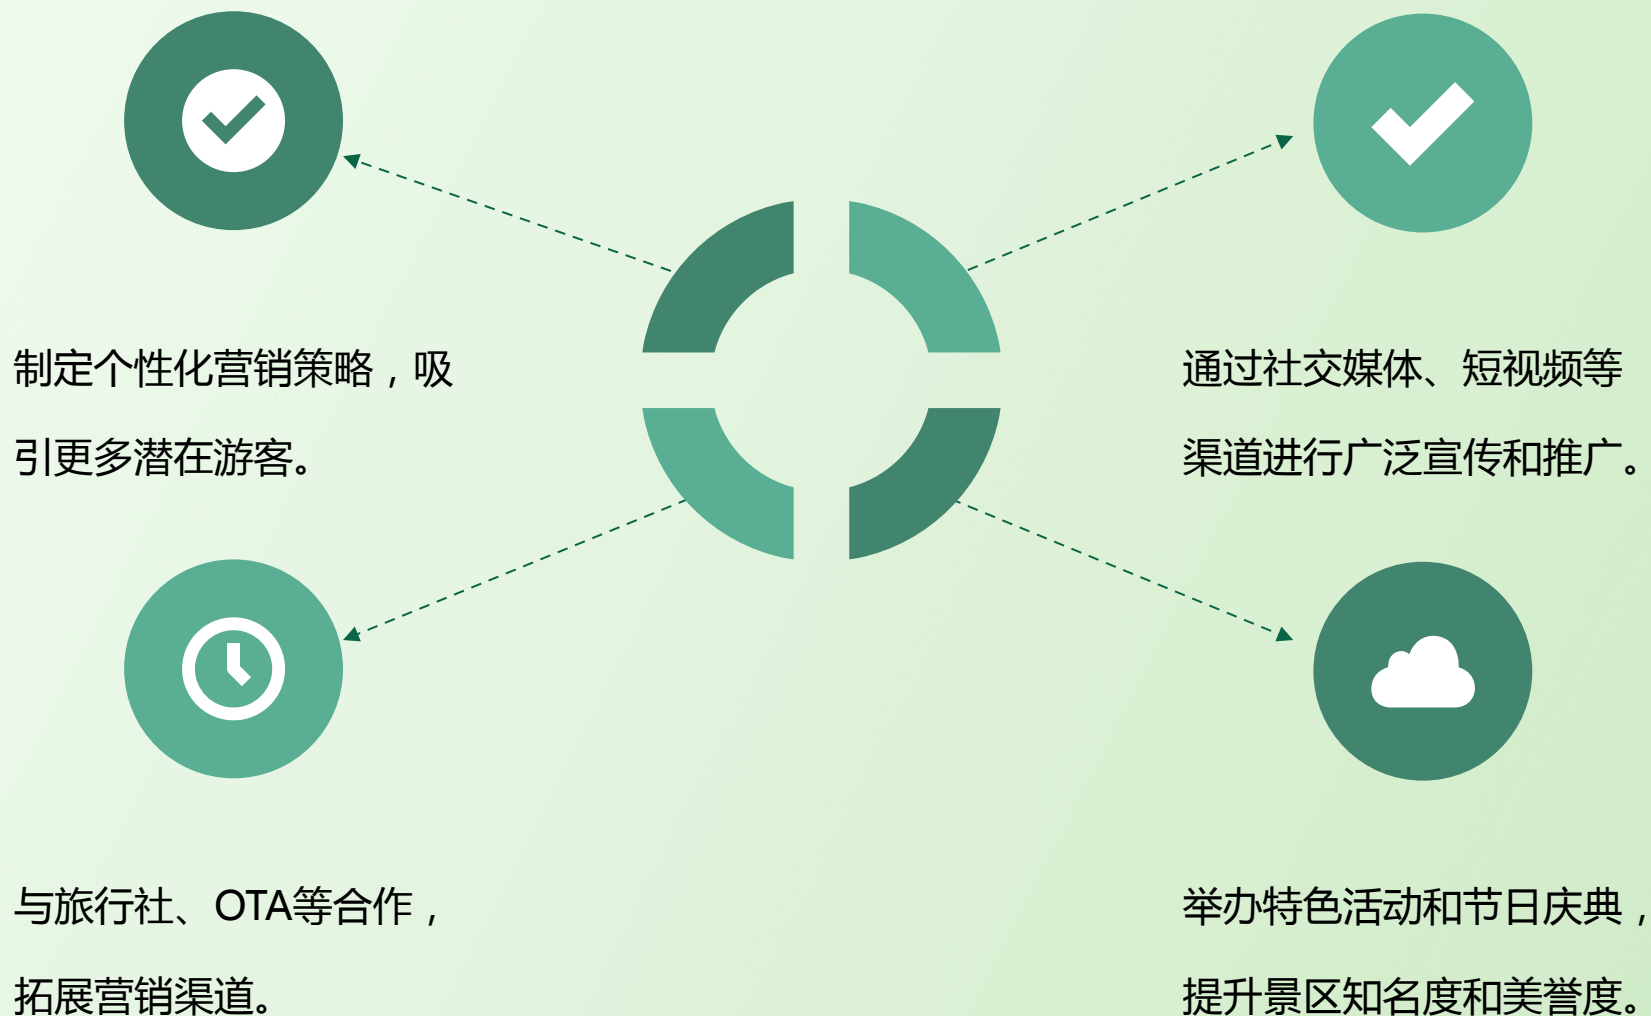 制定个性化营销策略，吸
引更多潜在游客。
通过社交媒体、短视频等
渠道进行广泛宣传和推广。
与旅行社、OTA等合作，
拓展营销渠道。
举办特色活动和节日庆典，
提升景区知名度和美誉度。